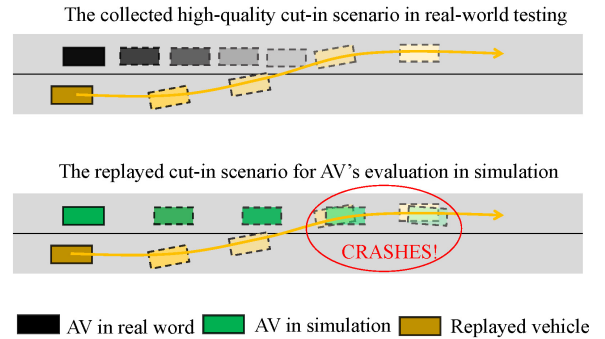 The collected high-quality cut-in scenario in real-world testing
The replayed cut-in scenario for AV's evaluation in simulation
CRASHES!
AV in real word AV in simulation Replayed vehicle